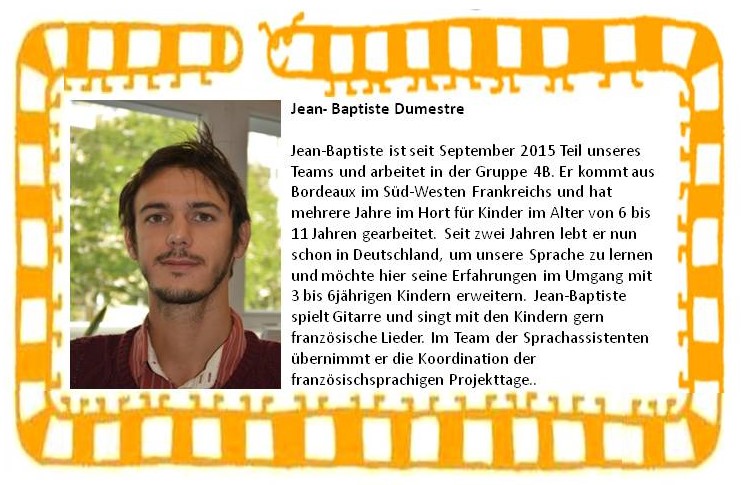 Jean- Baptiste Dumestre
Jean-Baptiste ist seit September 2015 Teil unseres
Teams und arbeitet in der Gruppe 4B. Er kommt aus
Bordeaux im Süd-Westen Frankreichs und hat
mehrere Jahre im Hort für Kinder im Alter von 6 bis
11 Jahren gearbeitet. Seit zwei Jahren lebt er nun
schon in Deutschland, um unsere Sprache zu lernen
und möchte hier seine Erfahrungen im Umgang mit
3 bis 6jährigen Kindern erweitern. Jean-Baptiste
spielt Gitarre und singt mit den Kindern gern
französische Lieder. Im Team der Sprachassistenten
übernimmt er die Koordination der
französischsprachigen Projekttage..